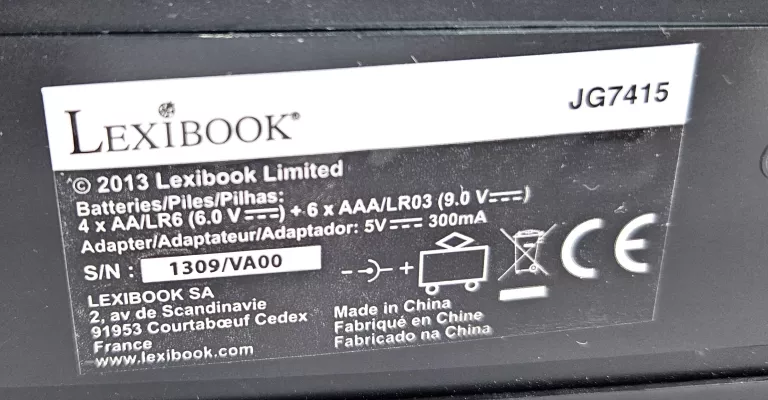 LEXIBOOK®
JG7415
© 2013 Lexibook Limited
Batteries/Piles/Pilhas:
4 x AA/LR6 (6.0 V⎓) + 6 x AAA/LR03 (9.0 V⎓)
Adapter/Adaptateur/Adaptador: 5V⎓ 300mA
S/N : 1309/VA00
- +
CE
LEXIBOOK SA
2, av de Scandinavie
91953 Courtabœuf Cedex
France
www.lexibook.com
Made in China
Fabriqué en Chine
Fabricado na China